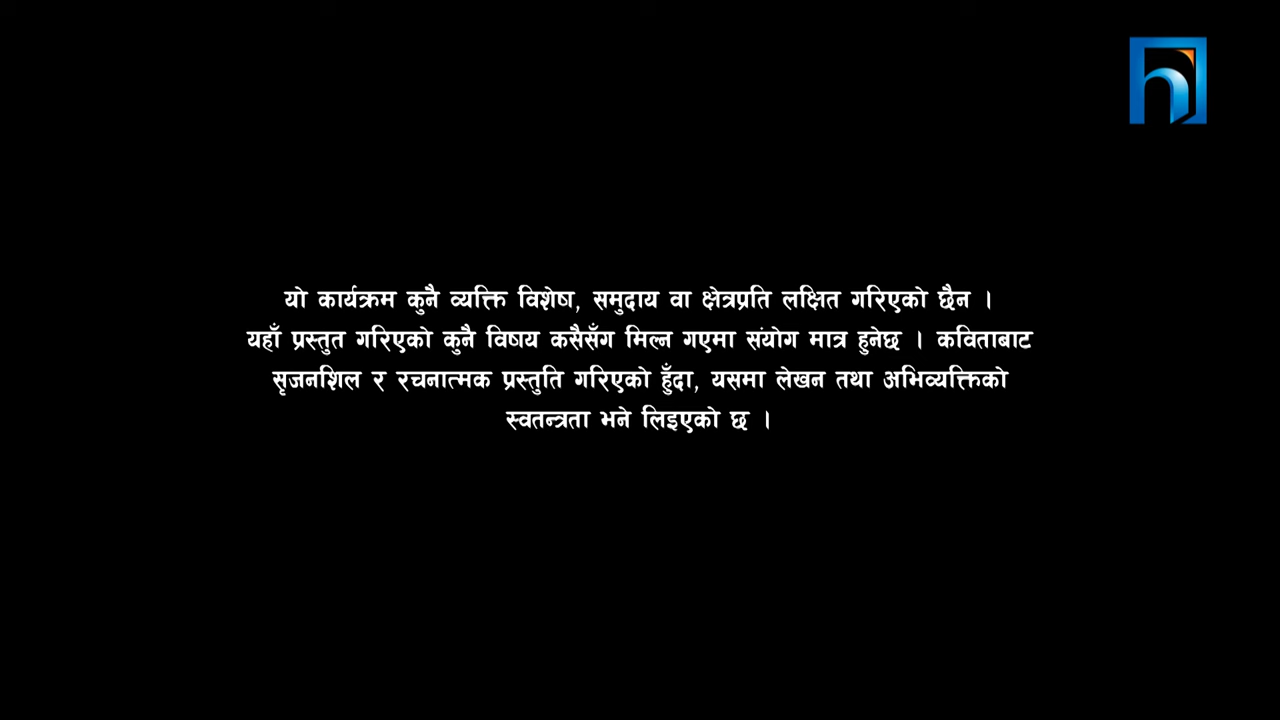 यो कार्यक्रम कुनै व्यक्ति विशेष, समुदाय वा क्षेत्रप्रति लक्षित गरिएको छैन ।
यहाँ प्रस्तुत गरिएको कुनै विषय कसैसँग मिल्न गएमा संयोग मात्र हुनेछ । कविताबाट
सृजनशिल र रचनात्मक प्रस्तुति गरिएको हुँदा, यसमा लेखन तथा अभिव्यक्तिको
स्वतन्त्रता भने लिइएको छ ।